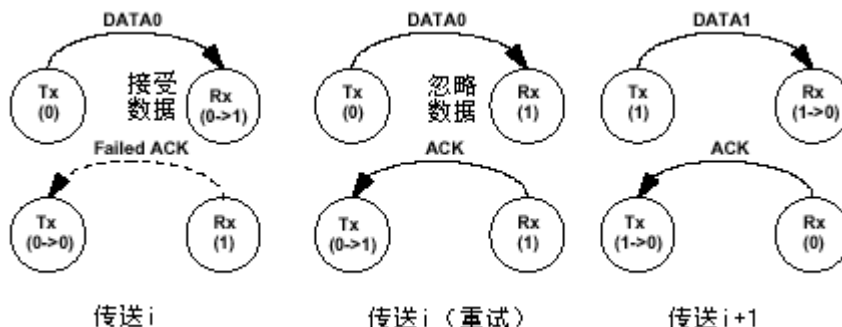 DATA0
Tx
(0)
接受
数据
Rx
(0->1)
Failed ACK
Tx
(0->0)
Rx
(1)
传送i
DATA0
Tx
(0)
忽略
数据
Rx
(1)
ACK
Tx
(0->1)
Rx
(1)
传送i（重试）
DATA1
Tx
(1)
Rx
(1->0)
ACK
Tx
(1->0)
Rx
(0)
传送i+1